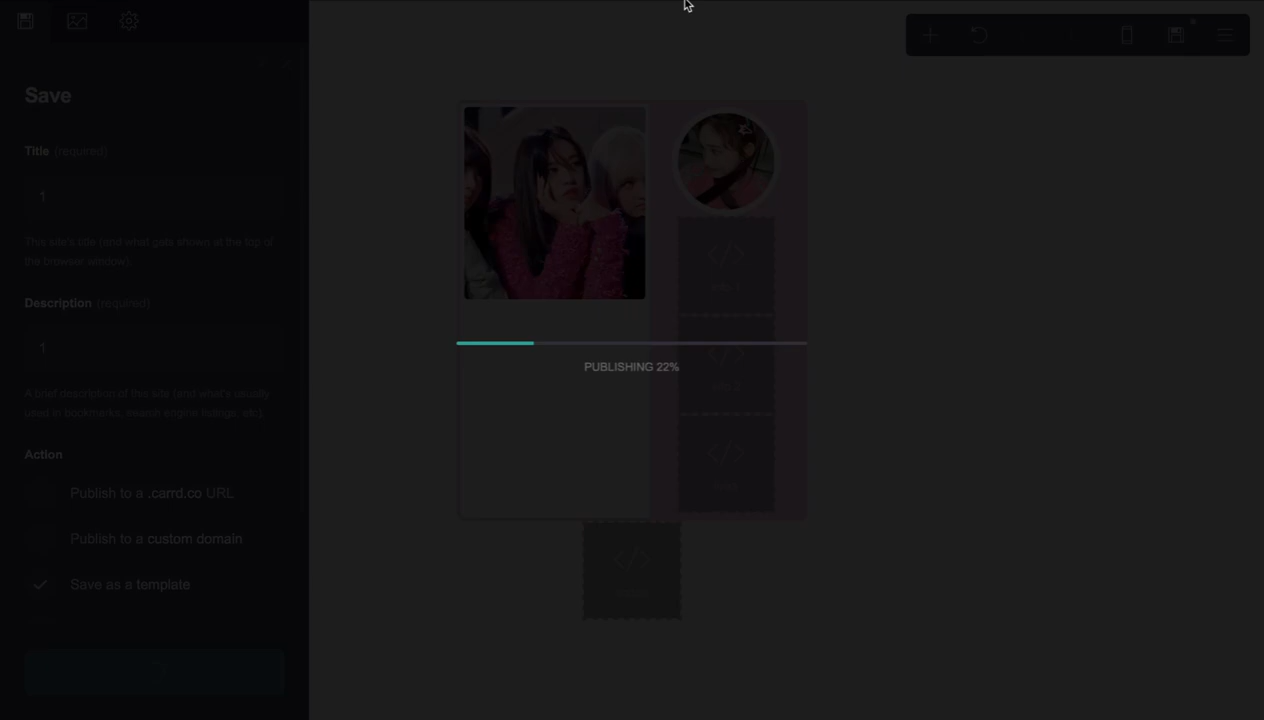 Save
Title (required)
1
This site's title (and what gets shown at the top of
the browser window).
Description (required)
1
A brief description of this site (and what's usually
used in bookmarks, search engine listings, etc).
Action
Publish to a .carrd.co URL
Publish to a custom domain
Save as a template
PUBLISHING 22%